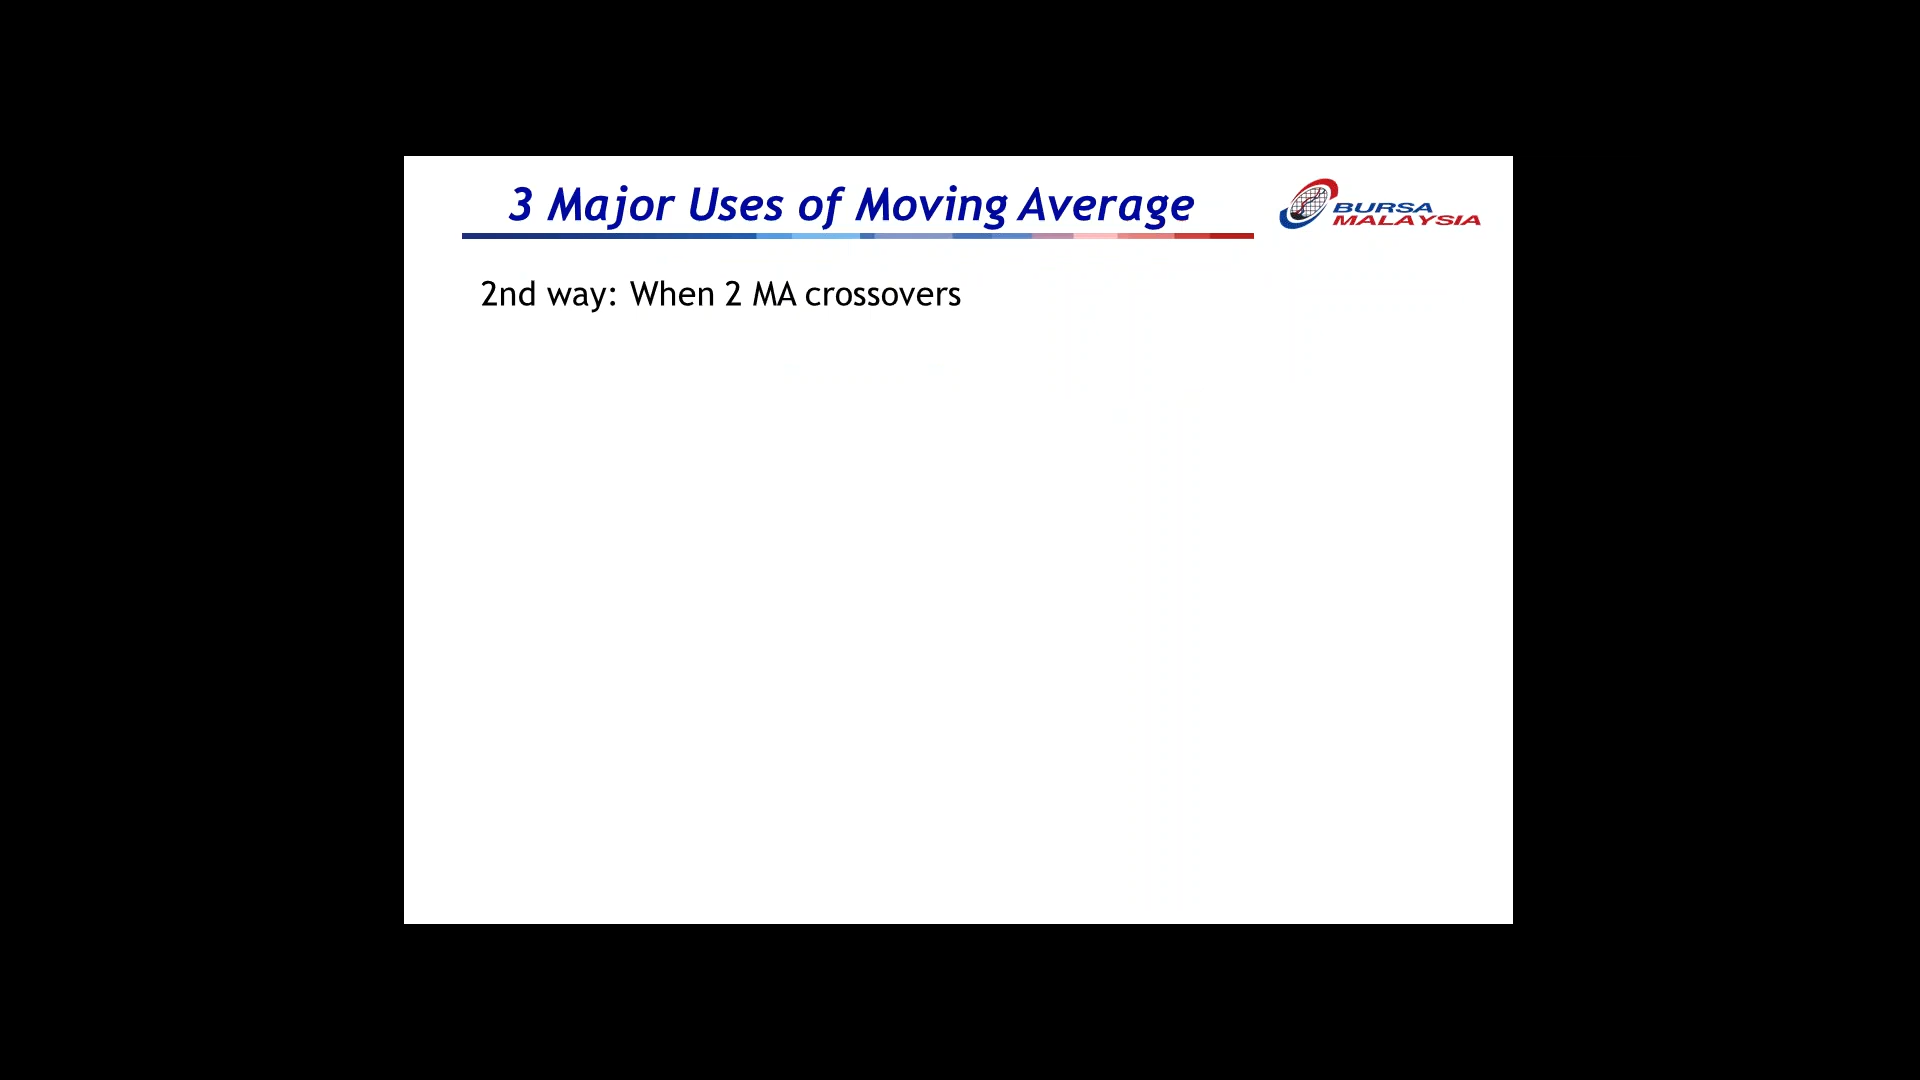 3 Major Uses of Moving Average
BURSA
MALAYSIA
2nd way: When 2 MA crossovers